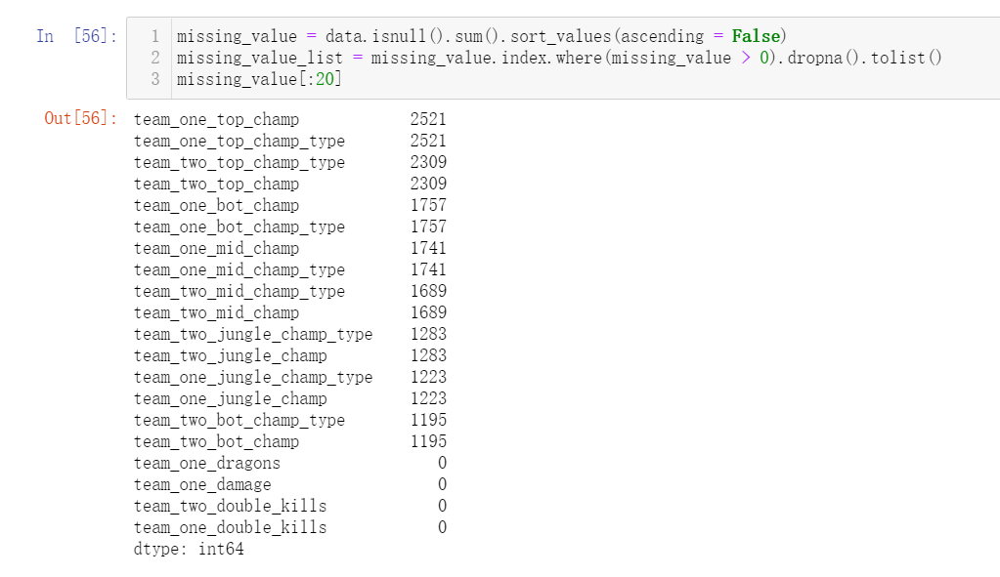 In [56]: 1 missing_value = data.isnull().sum().sort_values(ascending = False)
2 missing_value_list = missing_value.index.where(missing_value > 0).dropna().tolist()
3 missing_value[:20]
Out[56]: team_one_top_champ 2521
team_one_top_champ_type 2521
team_two_top_champ_type 2309
team_two_top_champ 2309
team_one_bot_champ 1757
team_one_bot_champ_type 1757
team_one_mid_champ 1741
team_one_mid_champ_type 1741
team_two_mid_champ_type 1689
team_two_mid_champ 1689
team_two_jungle_champ_type 1283
team_two_jungle_champ 1283
team_one_jungle_champ_type 1223
team_one_jungle_champ 1223
team_two_bot_champ_type 1195
team_two_bot_champ 1195
team_one_dragons 0
team_one_damage 0
team_two_double_kills 0
team_one_double_kills 0
dtype: int64